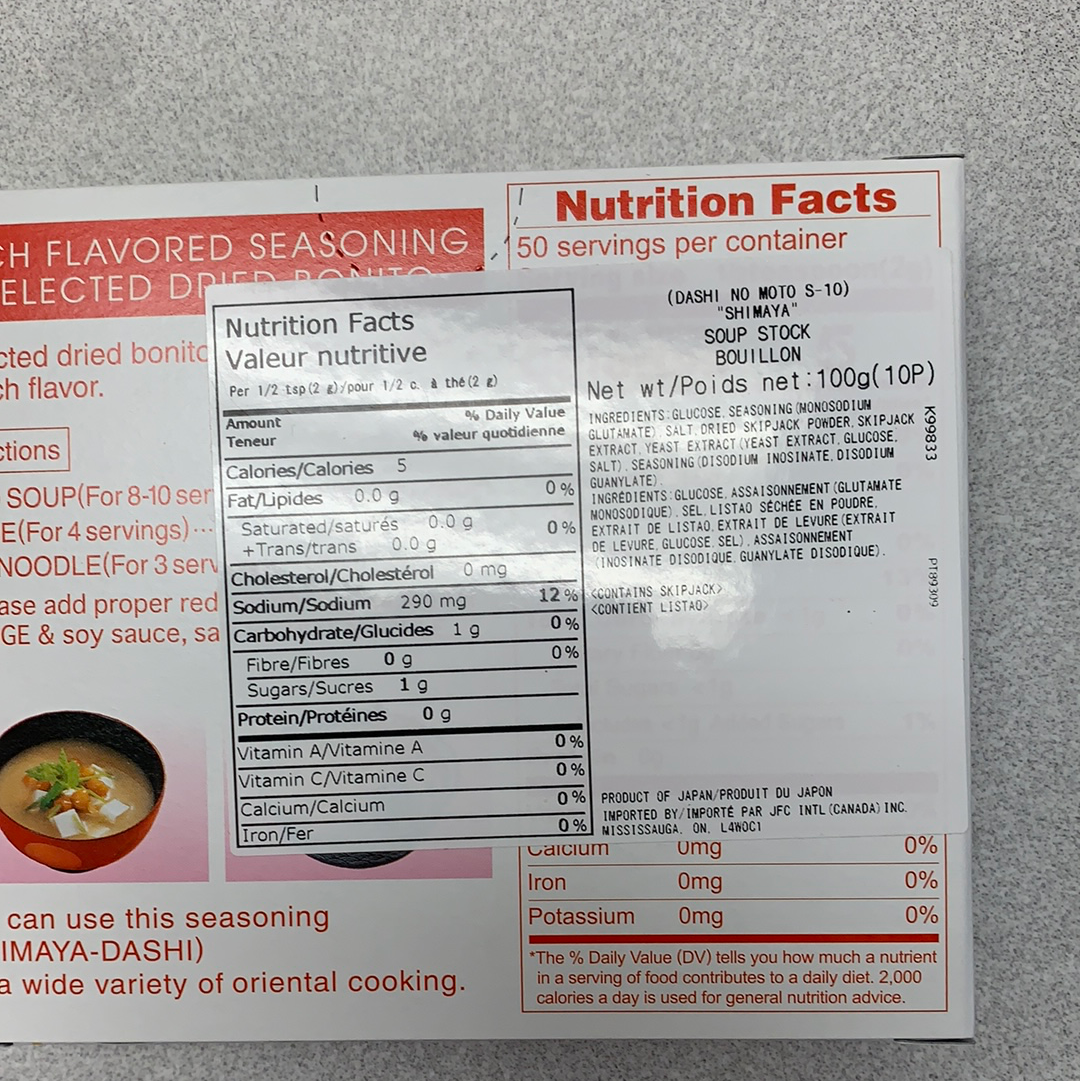 CH FLAVORED SEASONING
ELECTED DRIED BONITO
cted dried bonito
ch flavor.
ctions
SOUP(For 8-10 ser
E(For 4 servings)···
NOODLE(For 3 serv
ase add proper red
GE & soy sauce, sa
can use this seasoning
IMAYA-DASHI)
a wide variety of oriental cooking.
Nutrition Facts
50 servings per container
Nutrition Facts
Valeur nutritive
Per 1/2 tsp (2 g)/pour 1/2 c. à thé (2 g)
Amount % Daily Value
Teneur % valeur quotidienne
Calories/Calories 5
Fat/Lipides 0.0 g 0 %
Saturated/saturés 0.0 g 0 %
+Trans/trans 0.0 g
Cholesterol/Cholestérol 0 mg
Sodium/Sodium 290 mg 12 %
Carbohydrate/Glucides 1 g 0 %
Fibre/Fibres 0 g 0 %
Sugars/Sucres 1 g
Protein/Protéines 0 g
Vitamin A/Vitamine A 0 %
Vitamin C/Vitamine C 0 %
Calcium/Calcium 0 %
Iron/Fer 0 %
(DASHI NO MOTO S-10)
"SHIMAYA"
SOUP STOCK
BOUILLON
Net wt/Poids net:100g(10P)
INGREDIENTS:GLUCOSE, SEASONING (MONOSODIUM
GLUTAMATE), SALT, DRIED SKIPJACK POWDER, SKIPJACK
EXTRACT, YEAST EXTRACT (YEAST EXTRACT, GLUCOSE,
SALT), SEASONING (DISODIUM INOSINATE, DISODIUM
GUANYLATE).
INGRÉDIENTS:GLUCOSE, ASSAISONNEMENT (GLUTAMATE
MONOSODIQUE), SEL, LISTAO SÉCHÉE EN POUDRE,
EXTRAIT DE LISTAO, EXTRAIT DE LEVURE (EXTRAIT
DE LEVURE, GLUCOSE, SEL), ASSAISONNEMENT
(INOSINATE DISODIQUE, GUANYLATE DISODIQUE).
<CONTAINS SKIPJACK>
<CONTIENT LISTAO>
K99833
PT89309
PRODUCT OF JAPAN/PRODUIT DU JAPON
IMPORTED BY/IMPORTÉ PAR JFC INTL (CANADA) INC.
MISSISSAUGA, ON, L4W0C1
Calcium 0mg 0%
Iron 0mg 0%
Potassium 0mg 0%
*The % Daily Value (DV) tells you how much a nutrient
in a serving of food contributes to a daily diet. 2,000
calories a day is used for general nutrition advice.